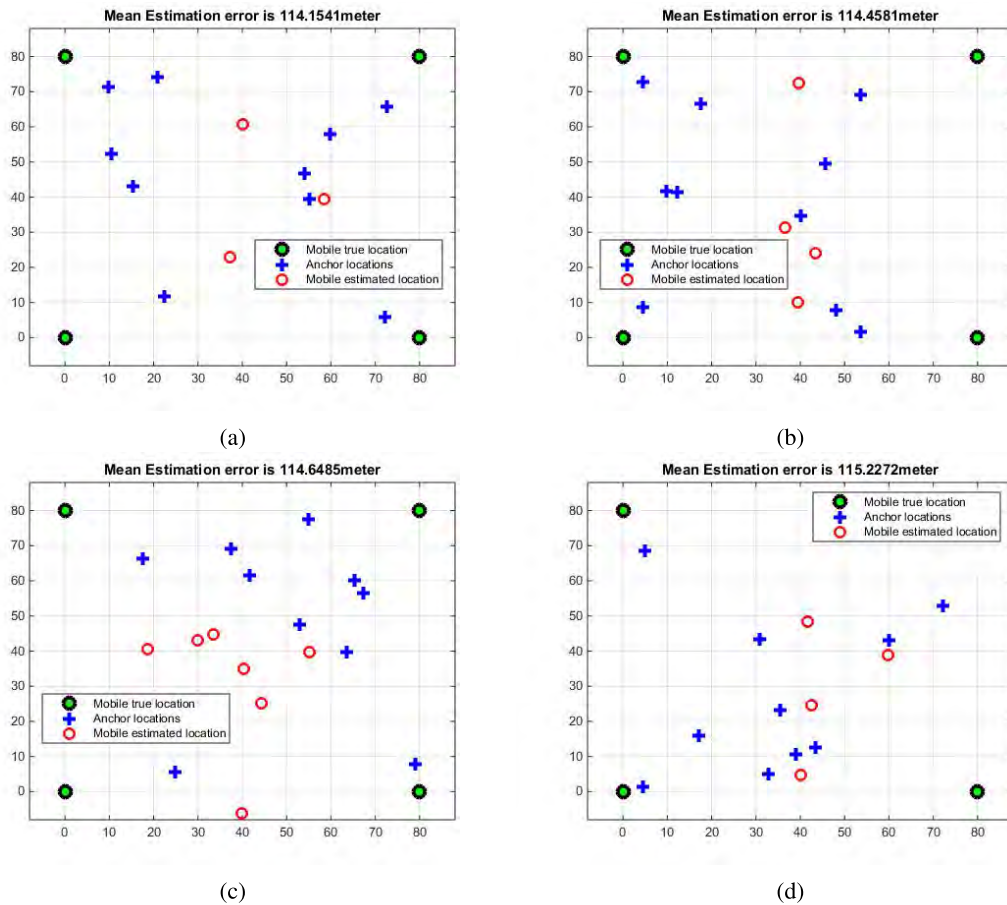 Mean Estimation error is 114.1541meter
80
70
60
50
40
30
20
10
0
Mobile true location
Anchor locations
Mobile estimated location
0 10 20 30 40 50 60 70 80
(a)
Mean Estimation error is 114.4581meter
80
70
60
50
40
30
20
10
0
Mobile true location
Anchor locations
Mobile estimated location
0 10 20 30 40 50 60 70 80
(b)
Mean Estimation error is 114.6485meter
80
70
60
50
40
30
20
10
0
Mobile true location
Anchor locations
Mobile estimated location
0 10 20 30 40 50 60 70 80
(c)
Mean Estimation error is 115.2272meter
Mobile true location
Anchor locations
Mobile estimated location
80
70
60
50
40
30
20
10
0
0 10 20 30 40 50 60 70 80
(d)